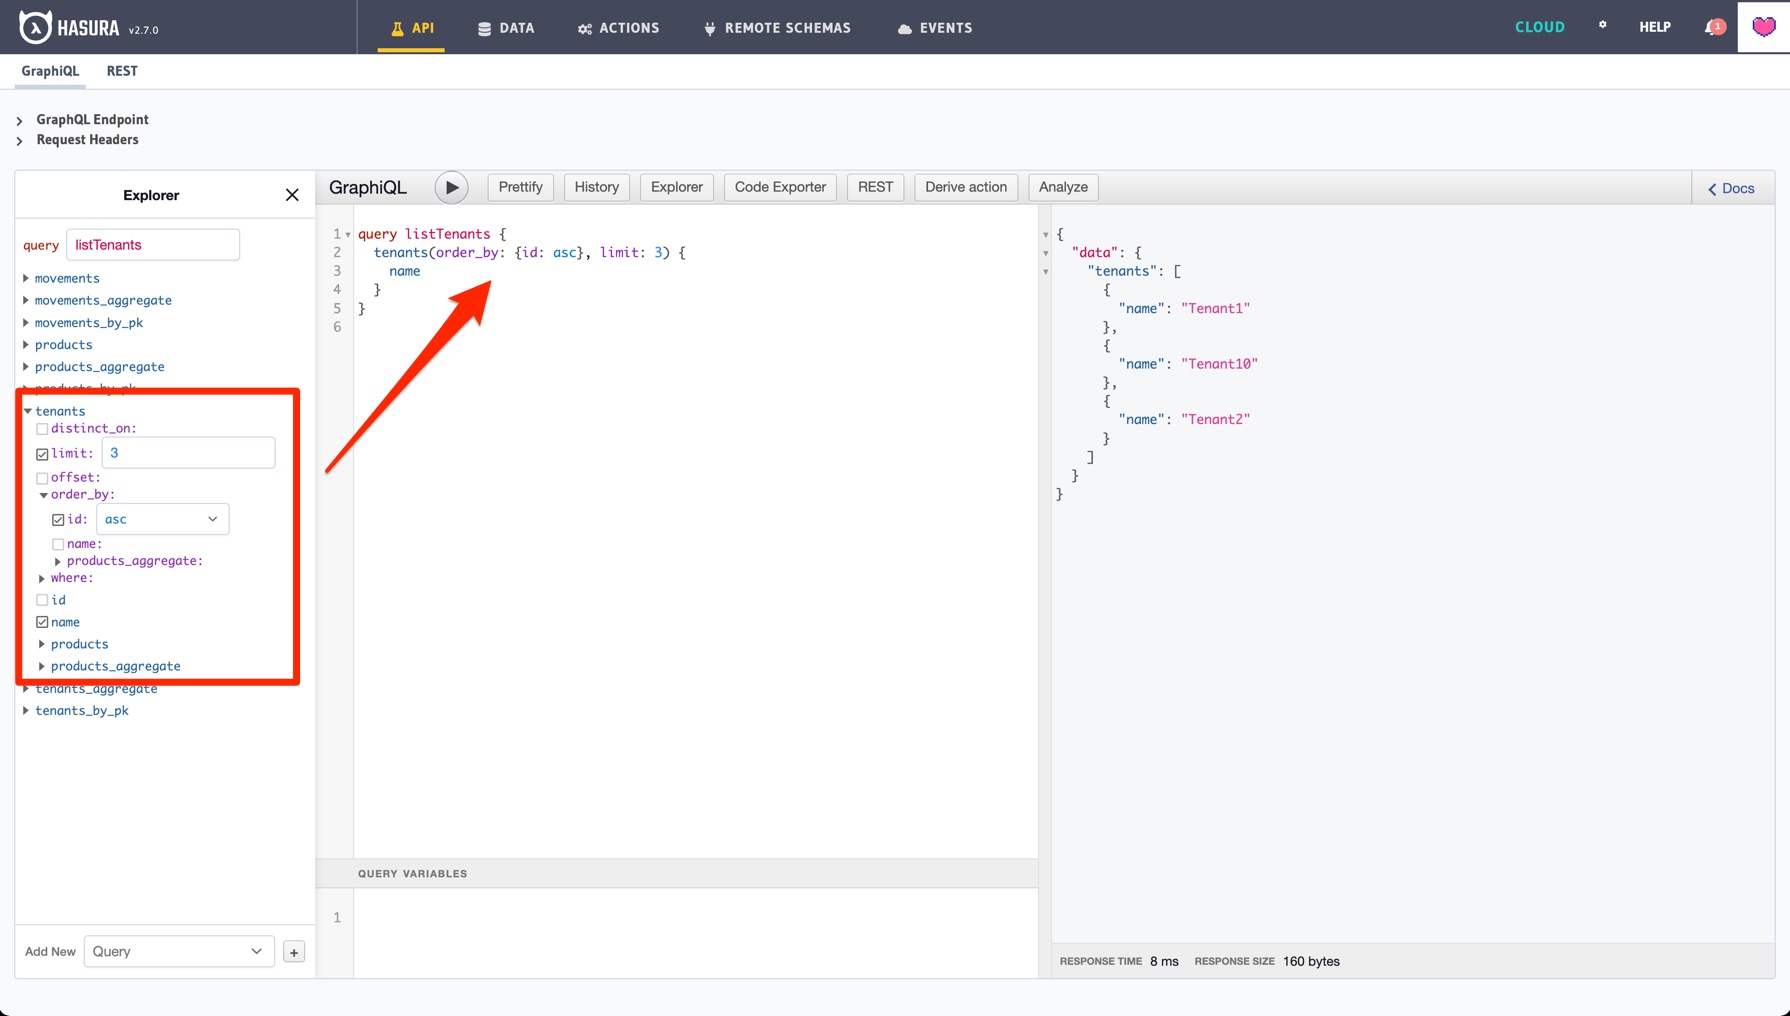 HASURA v2.7.0
API
DATA
ACTIONS
REMOTE SCHEMAS
EVENTS
CLOUD
HELP
1
GraphiQL
REST
GraphQL Endpoint
Request Headers
Explorer
query listTenants
movements
movements_aggregate
movements_by_pk
products
products_aggregate
products_by_pk
tenants
distinct_on:
limit: 3
offset:
order_by:
id: asc
name:
products_aggregate:
where:
id
name
products
products_aggregate
tenants_aggregate
tenants_by_pk
Add New Query +
GraphiQL
Prettify
History
Explorer
Code Exporter
REST
Derive action
Analyze
Docs
1 query listTenants {
2 tenants(order_by: {id: asc}, limit: 3) {
3 name
4 }
5 }
6
QUERY VARIABLES
1
{
"data": {
"tenants": [
{
"name": "Tenant1"
},
{
"name": "Tenant10"
},
{
"name": "Tenant2"
}
]
}
}
RESPONSE TIME 8 ms RESPONSE SIZE 160 bytes